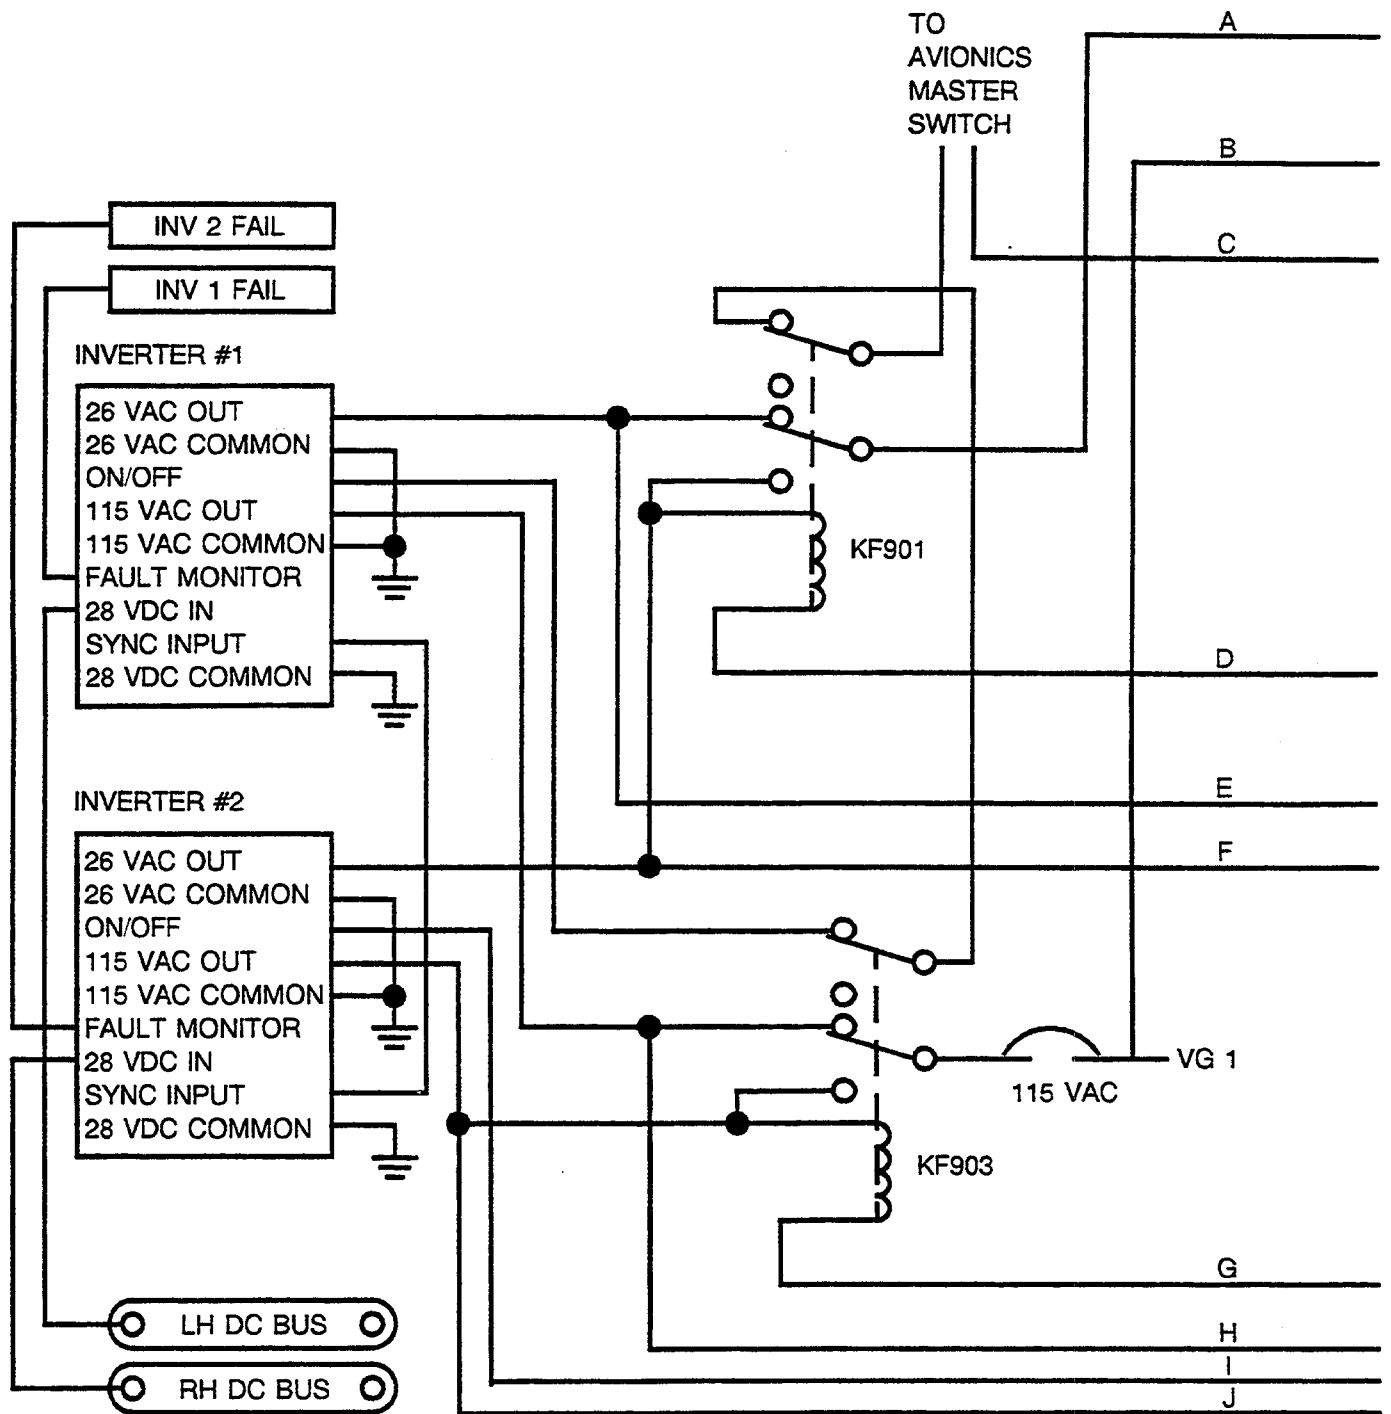 TO
AVIONICS
MASTER
SWITCH
A
B
C
INV 2 FAIL
INV 1 FAIL
INVERTER #1
26 VAC OUT
26 VAC COMMON
ON/OFF
115 VAC OUT
115 VAC COMMON
FAULT MONITOR
28 VDC IN
SYNC INPUT
28 VDC COMMON
KF901
D
E
F
INVERTER #2
26 VAC OUT
26 VAC COMMON
ON/OFF
115 VAC OUT
115 VAC COMMON
FAULT MONITOR
28 VDC IN
SYNC INPUT
28 VDC COMMON
VG 1
115 VAC
KF903
G
H
I
J
LH DC BUS
RH DC BUS